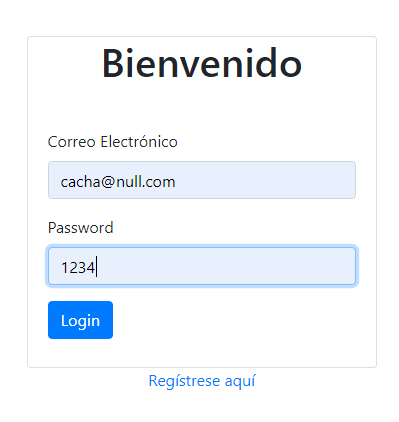 Bienvenido
Correo Electrónico
cacha@null.com
Password
1234
Login
Regístrese aquí